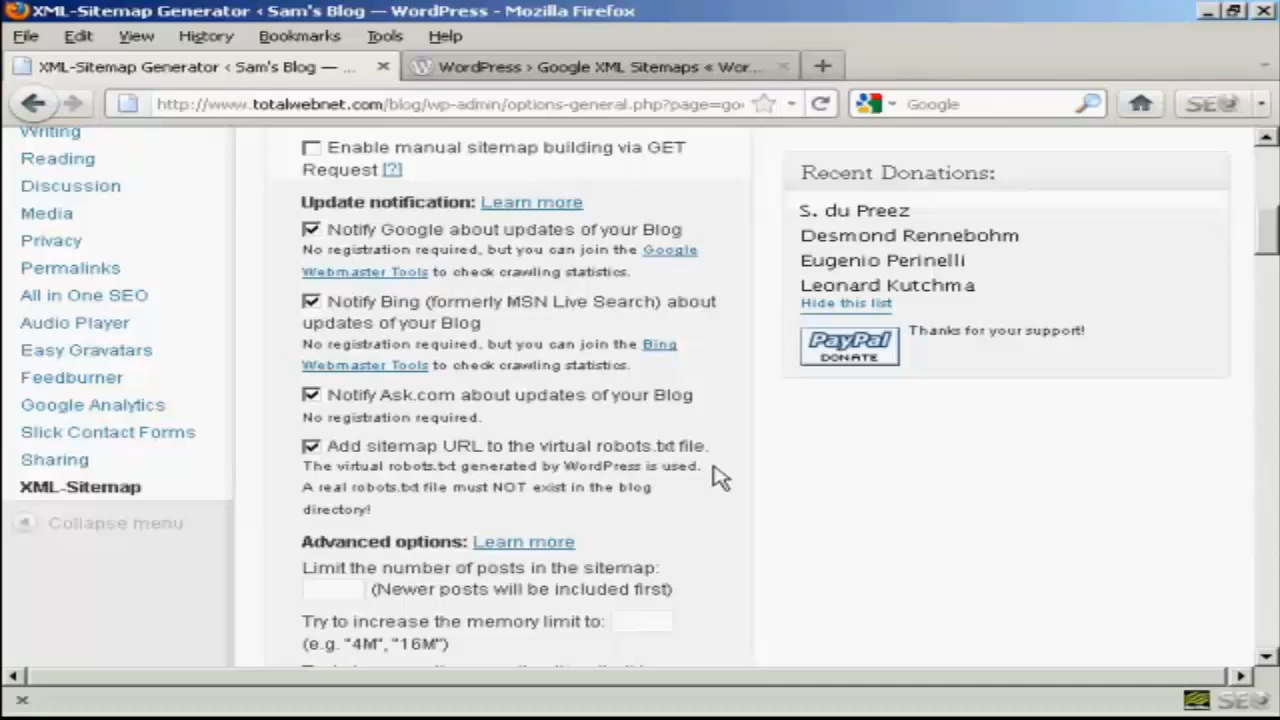 XML-Sitemap Generator ‹ Sam's Blog — WordPress - Mozilla Firefox
File Edit View History Bookmarks Tools Help
XML-Sitemap Generator ‹ Sam's Blog — ...
WordPress › Google XML Sitemaps « Wor...
http://www.totalwebnet.com/blog/wp-admin/options-general.php?page=go
Google
SEO
Writing
Reading
Discussion
Media
Privacy
Permalinks
All in One SEO
Audio Player
Easy Gravatars
Feedburner
Google Analytics
Slick Contact Forms
Sharing
XML-Sitemap
Collapse menu
Enable manual sitemap building via GET
Request [?]
Update notification: Learn more
Notify Google about updates of your Blog
No registration required, but you can join the Google
Webmaster Tools to check crawling statistics.
Notify Bing (formerly MSN Live Search) about
updates of your Blog
No registration required, but you can join the Bing
Webmaster Tools to check crawling statistics.
Notify Ask.com about updates of your Blog
No registration required.
Add sitemap URL to the virtual robots.txt file.
The virtual robots.txt generated by WordPress is used.
A real robots.txt file must NOT exist in the blog
directory!
Advanced options: Learn more
Limit the number of posts in the sitemap:
(Newer posts will be included first)
Try to increase the memory limit to:
(e.g. "4M", "16M")
Recent Donations:
S. du Preez
Desmond Rennebohm
Eugenio Perinelli
Leonard Kutchma
Hide this list
PayPal
DONATE
Thanks for your support!
SEO